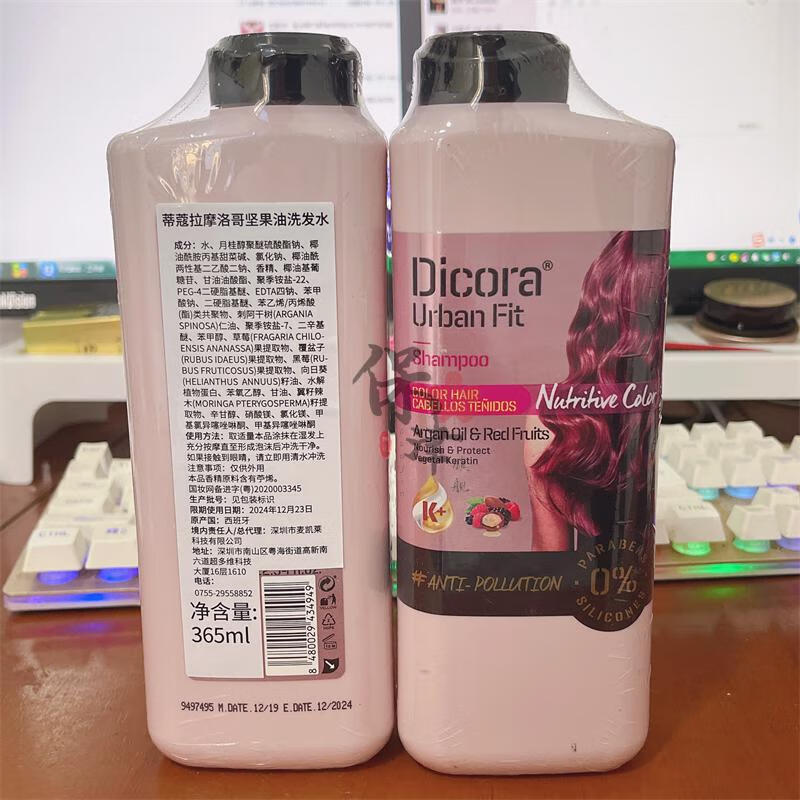 蒂蔻拉摩洛哥坚果油洗发水
成分：水、月桂醇聚醚硫酸酯钠、椰
油酰胺丙基甜菜碱、氯化钠、椰油酰
两性基二乙酸二钠、香精、椰油基葡
糖苷、甘油油酸酯、聚季铵盐-22、
PEG-4二硬脂基醚、EDTA四钠、苯甲
酸钠、二硬脂基醚、苯乙烯/丙烯酸
(酯)类共聚物、刺阿干树(ARGANIA
SPINOSA)仁油、聚季铵盐-7、二辛基
醚、苯甲醇、草莓(FRAGARIA CHILO-
ENSIS ANANASSA)果提取物、覆盆子
(RUBUS IDAEUS)果提取物、黑莓(RU-
BUS FRUTICOSUS)果提取物、向日葵
(HELIANTHUS ANNUUS)籽油、水解
植物蛋白、苯氧乙醇、甘油、翼籽辣
木(MORINGA PTERYGOSPERMA)籽提
取物、辛甘醇、硝酸镁、氯化镁、甲
基氯异噻唑啉酮、甲基异噻唑啉酮
使用方法：取适量本品涂抹在湿发上
充分按摩直至形成泡沫后冲洗干净。
如果接触到眼睛，请立即用清水冲洗
注意事项：仅供外用
本品香精原料含有苧烯。
国妆网备进字(粤)2020003345
生产批号：见包装标识
限期使用日期：2024年12月23日
原产国：西班牙
境内责任人/总代理：深圳市麦凯莱
科技有限公司
地址：深圳市南山区粤海街道高新南
六道超多维科技
大厦16层1610
电话：
0755-29558852
净含量：
365ml
8 480029 434949
9497495 M.DATE.12/19 E.DATE.12/2024
Dicora®
Urban Fit
Shampoo
COLOR HAIR
CABELLOS TEÑIDOS
Nutritive Color
Argan Oil & Red Fruits
Nourish & Protect
Vegetal Keratin
K+
# ANTI-POLLUTION
PARABENS
0%
SILICONES
保